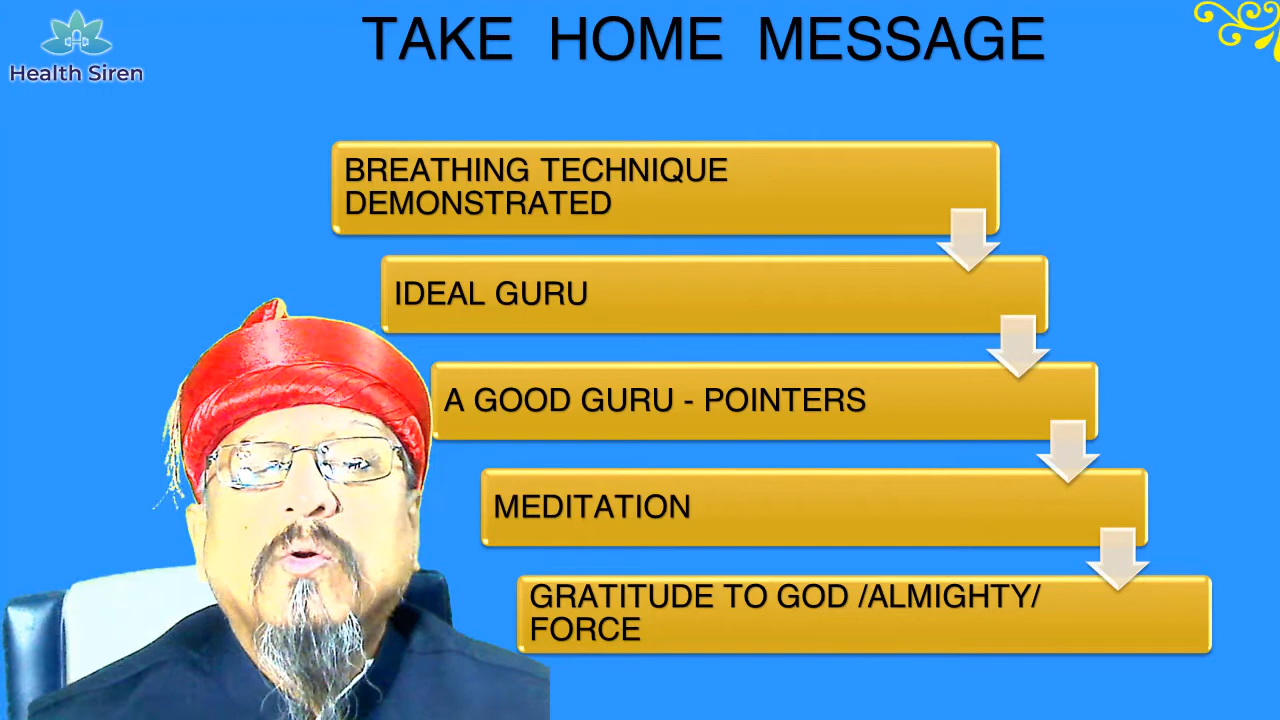 Health Siren
TAKE HOME MESSAGE
BREATHING TECHNIQUE
DEMONSTRATED
IDEAL GURU
A GOOD GURU - POINTERS
MEDITATION
GRATITUDE TO GOD /ALMIGHTY/
FORCE